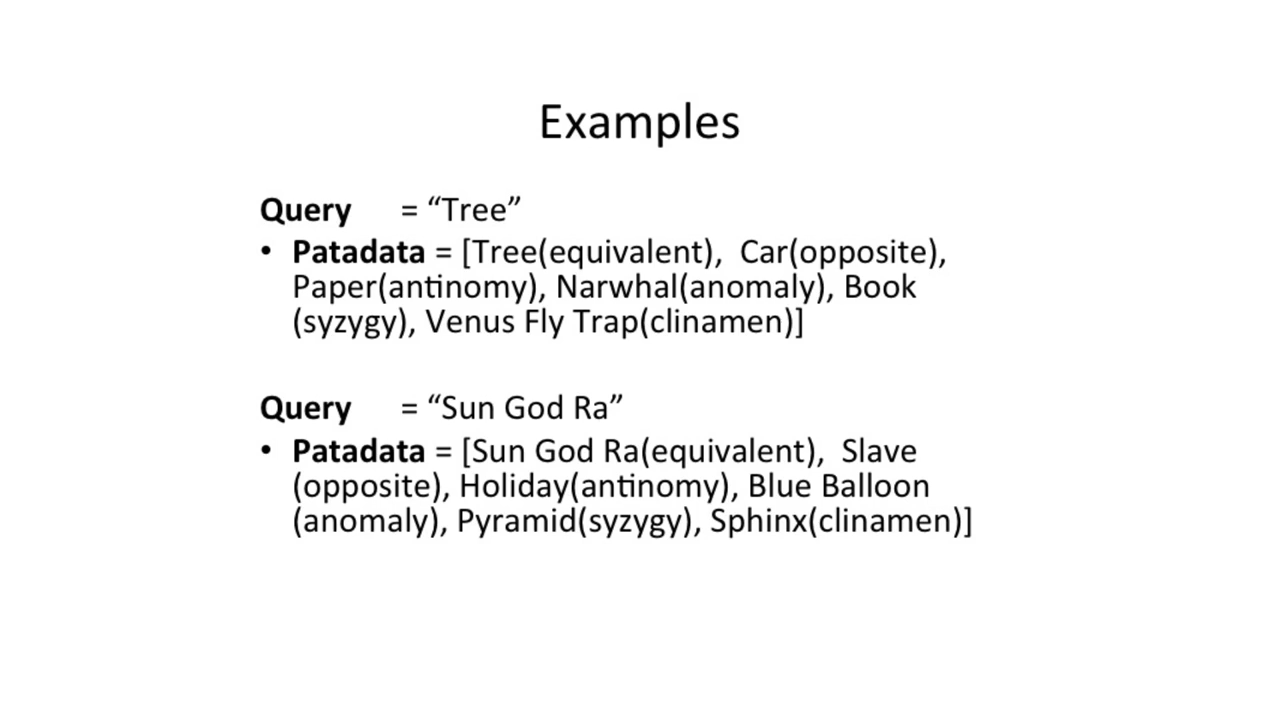 Examples
Query = “Tree”
• Patadata = [Tree(equivalent), Car(opposite),
Paper(antinomy), Narwhal(anomaly), Book
(syzygy), Venus Fly Trap(clinamen)]
Query = “Sun God Ra”
• Patadata = [Sun God Ra(equivalent), Slave
(opposite), Holiday(antinomy), Blue Balloon
(anomaly), Pyramid(syzygy), Sphinx(clinamen)]